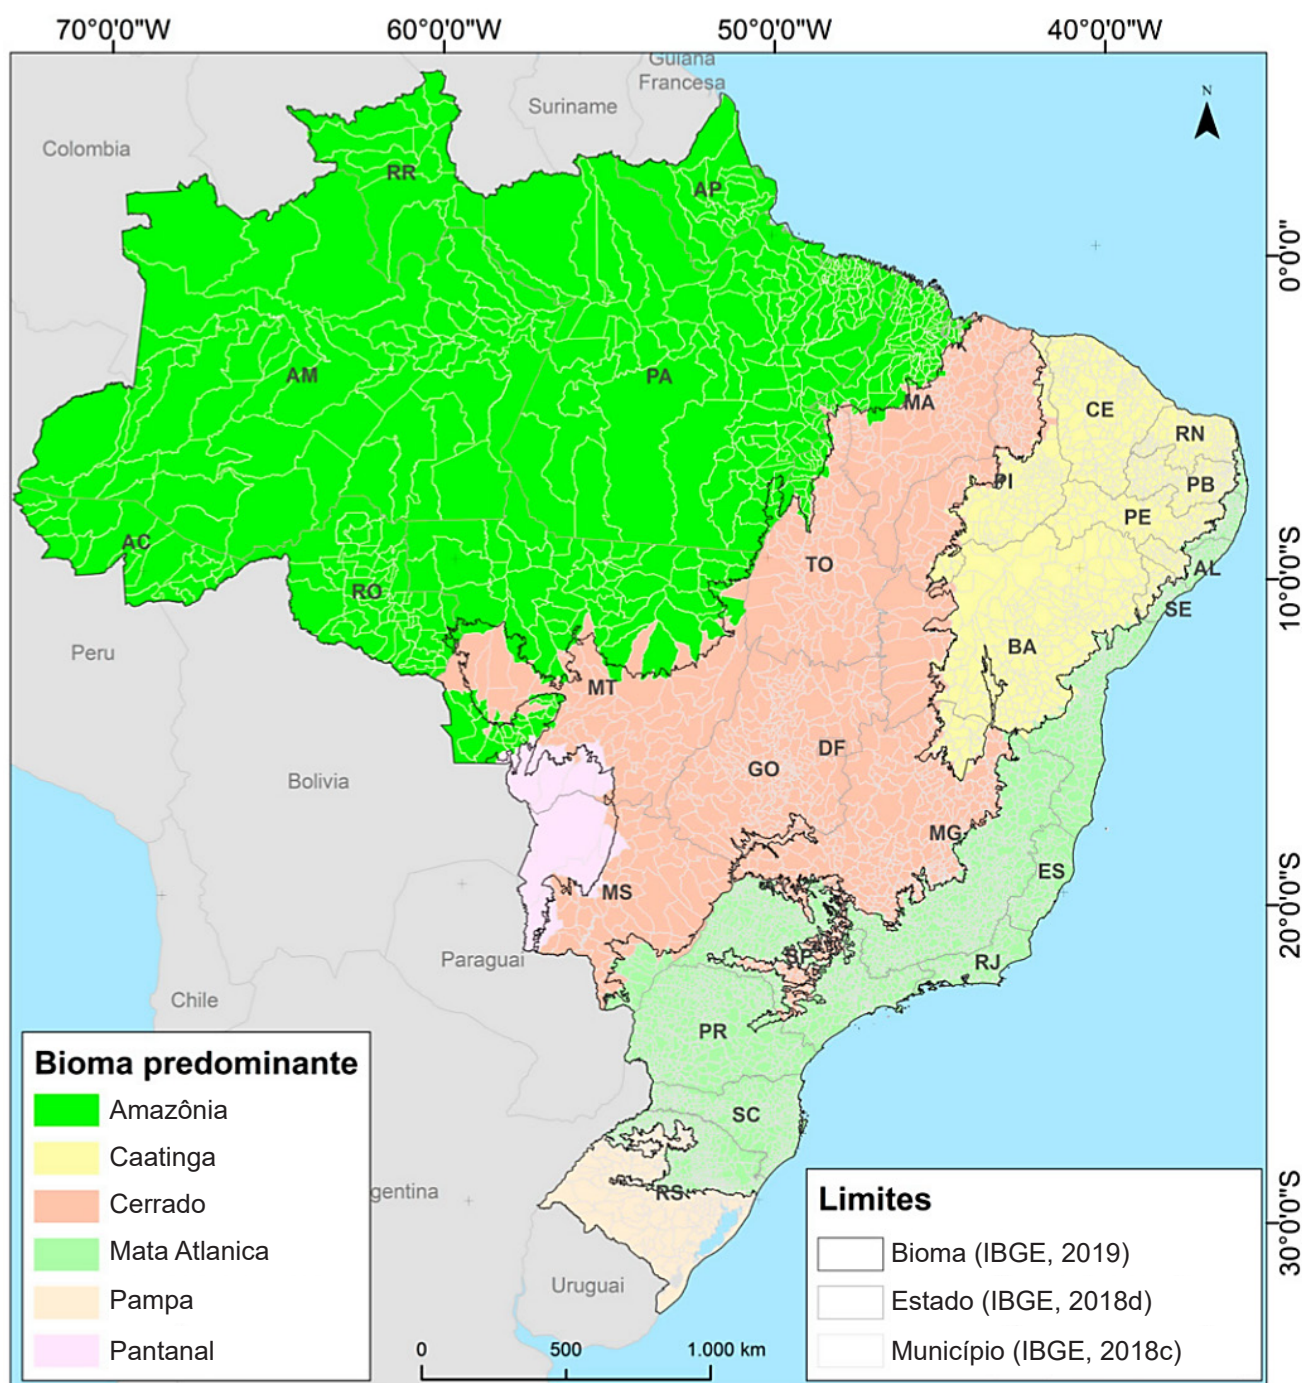 70°0'0"W 60°0'0"W 50°0'0"W 40°0'0"W
Guiana
Francesa
Suriname
N
Colombia
RR
AP
0°0'0"
AM
PA
MA
CE
RN
PI
PB
PE
AC
TO
AL
10°0'0"S
RO
SE
Peru
BA
MT
DF
GO
Bolivia
MG
ES
MS
20°0'0"S
SP
RJ
Paraguai
Chile
PR
SC
gentina
RS
30°0'0"S
Uruguai
Bioma predominante
Amazônia
Caatinga
Cerrado
Mata Atlanica
Pampa
Pantanal
0 500 1.000 km
Limites
Bioma (IBGE, 2019)
Estado (IBGE, 2018d)
Município (IBGE, 2018c)